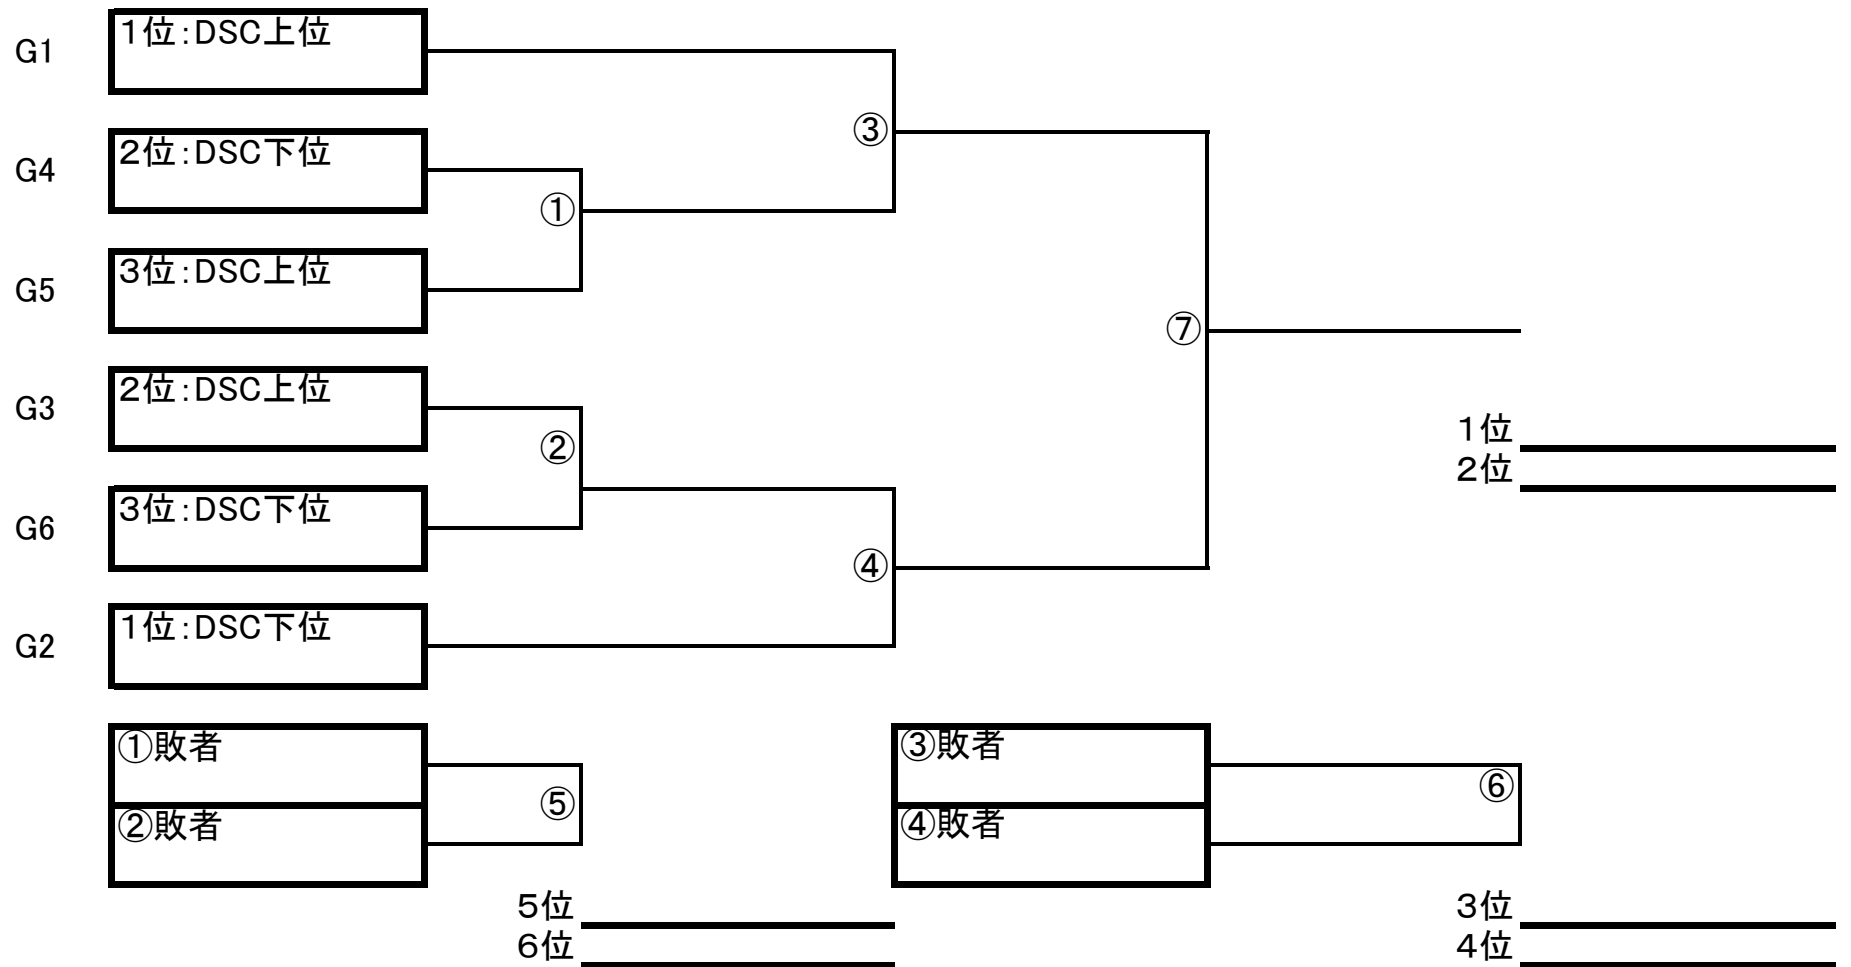 G1
１位：DSC上位
③
G4
２位：DSC下位
①
G5
３位：DSC上位
⑦
G3
２位：DSC上位
②
１位
２位
G6
３位：DSC下位
④
G2
１位：DSC下位
①敗者
②敗者
⑤
③敗者
④敗者
⑥
５位
６位
３位
４位